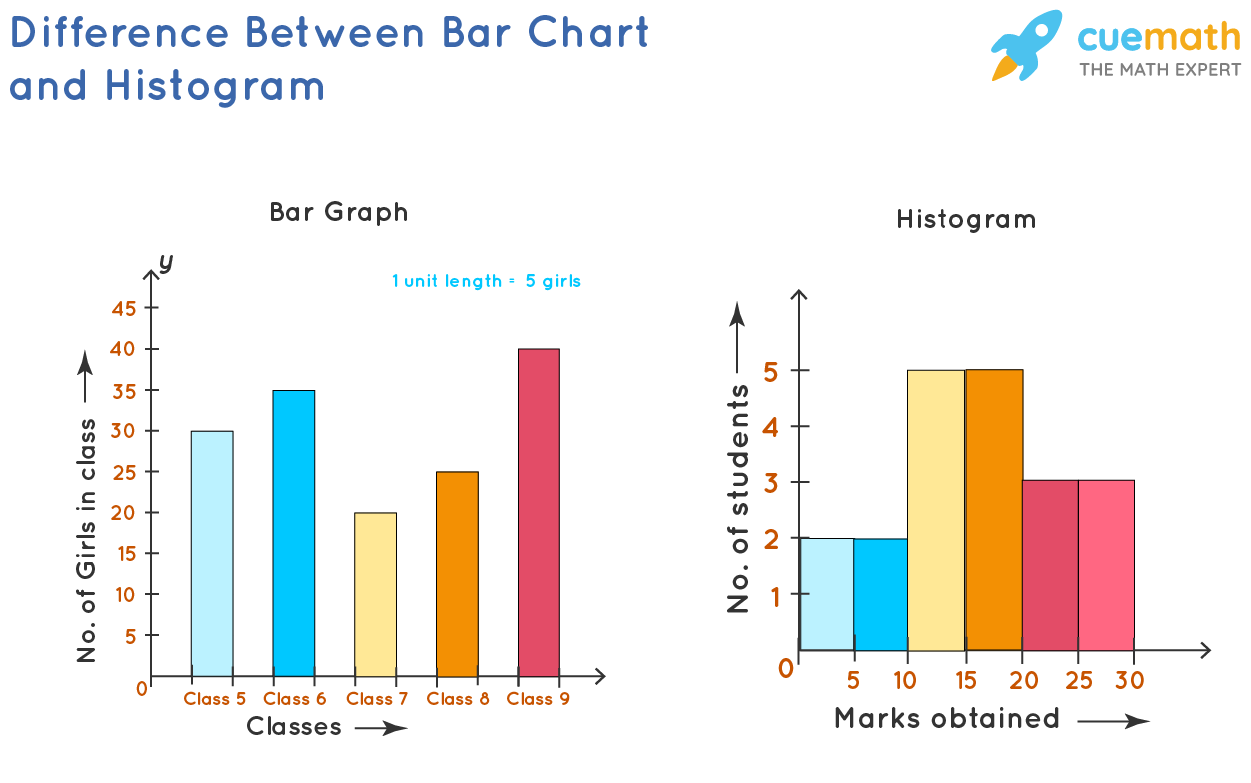 Difference Between Bar Chart
and Histogram
cuemath
THE MATH EXPERT
Bar Graph
y
1 unit length = 5 girls
45
40
35
30
25
20
15
10
5
0
No. of Girls in class
Class 5 Class 6 Class 7 Class 8 Class 9
Classes
Histogram
5
4
3
2
1
0
No. of students
5 10 15 20 25 30
Marks obtained